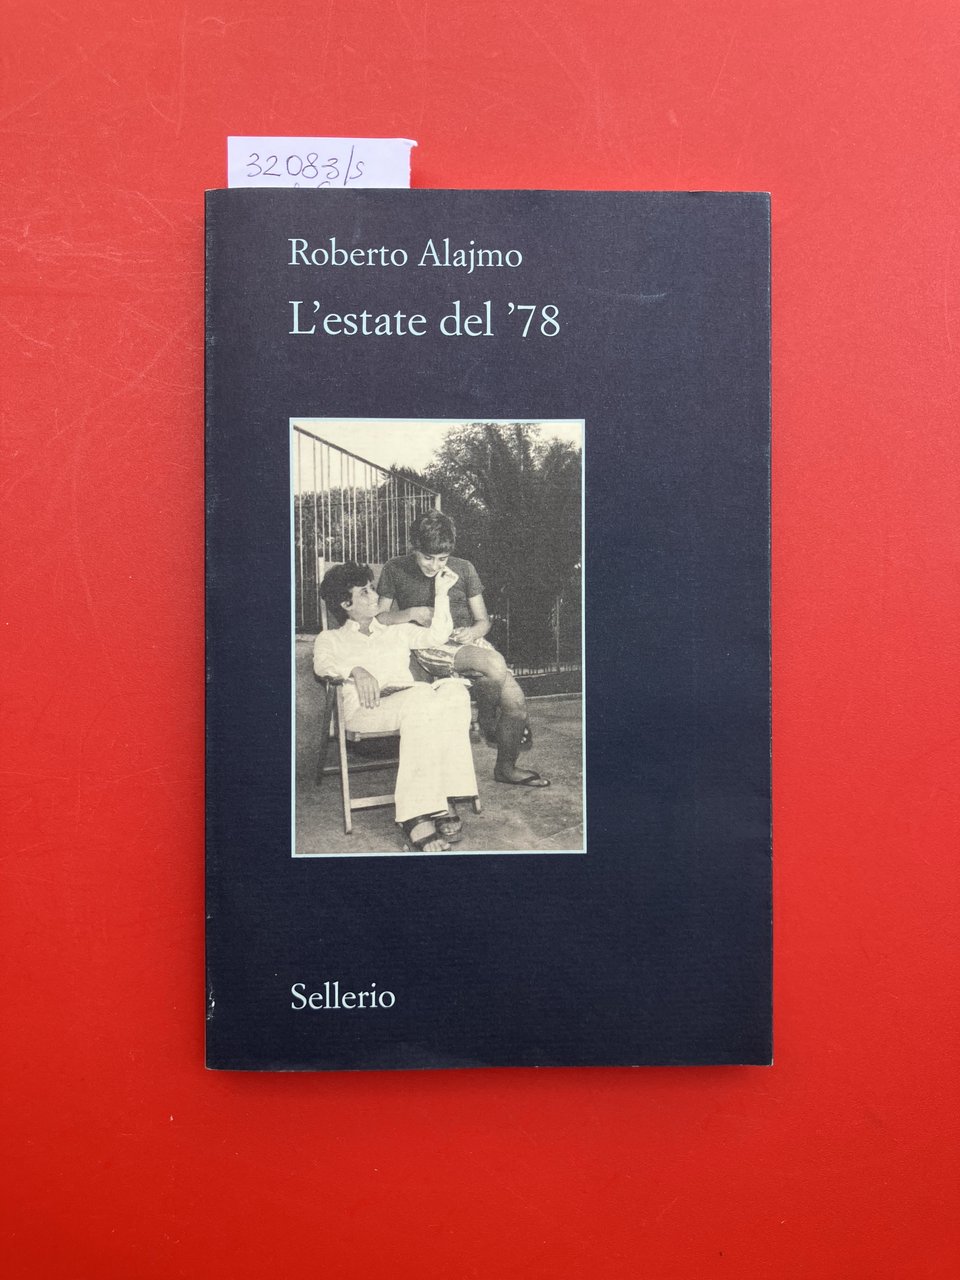 32083/s
Roberto Alajmo
L’estate del ’78
Sellerio